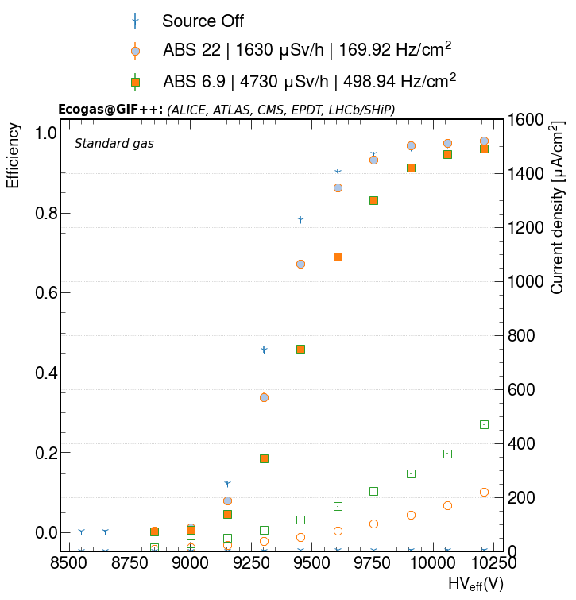 Source Off
ABS 22 | 1630 μSv/h | 169.92 Hz/cm²
ABS 6.9 | 4730 μSv/h | 498.94 Hz/cm²
Ecogas@GIF++: (ALICE, ATLAS, CMS, EPDT, LHCb/SHiP)
Standard gas
Efficiency
1.0
0.8
0.6
0.4
0.2
0.0
1600
1400
1200
1000
800
600
400
200
0
Current density [μA/cm²]
8500 8750 9000 9250 9500 9750 10000 10250
HV_eff(V)